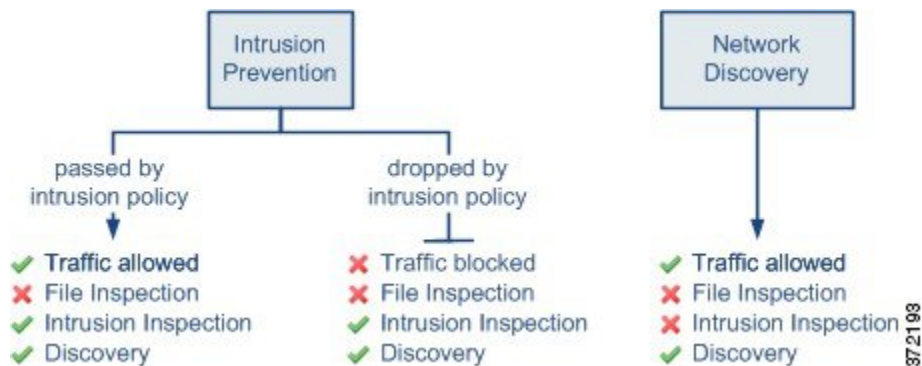 Intrusion
Prevention
passed by
intrusion policy
Traffic allowed
File Inspection
Intrusion Inspection
Discovery
dropped by
intrusion policy
Traffic blocked
File Inspection
Intrusion Inspection
Discovery
Network
Discovery
Traffic allowed
File Inspection
Intrusion Inspection
Discovery
372193